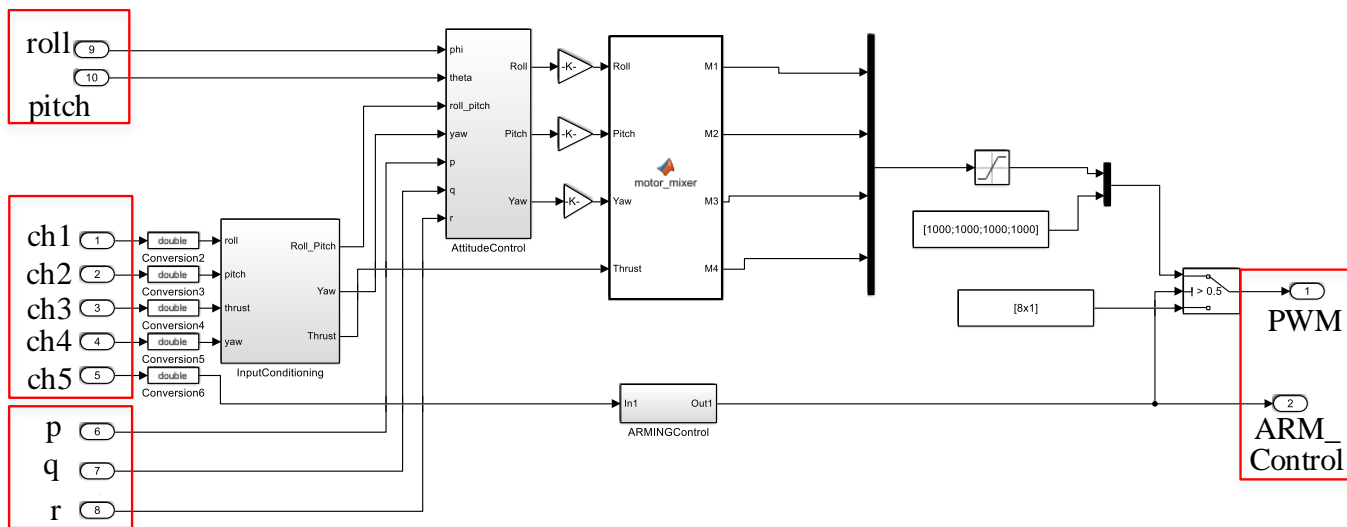 roll
9
10
pitch
phi
theta
roll_pitch
yaw
p
q
r
Roll
Pitch
Yaw
AttitudeControl
-K-
-K-
-K-
Roll
Pitch
Yaw
Thrust
motor_mixer
M1
M2
M3
M4
[1000;1000;1000;1000]
[8x1]
> 0.5
1
PWM
2
ARM_
Control
ch1
1
double
Conversion2
ch2
2
double
Conversion3
ch3
3
double
Conversion4
ch4
4
double
Conversion5
ch5
5
double
Conversion6
roll
pitch
thrust
yaw
Roll_Pitch
Yaw
Thrust
InputConditioning
In1
Out1
ARMINGControl
p
6
q
7
r
8